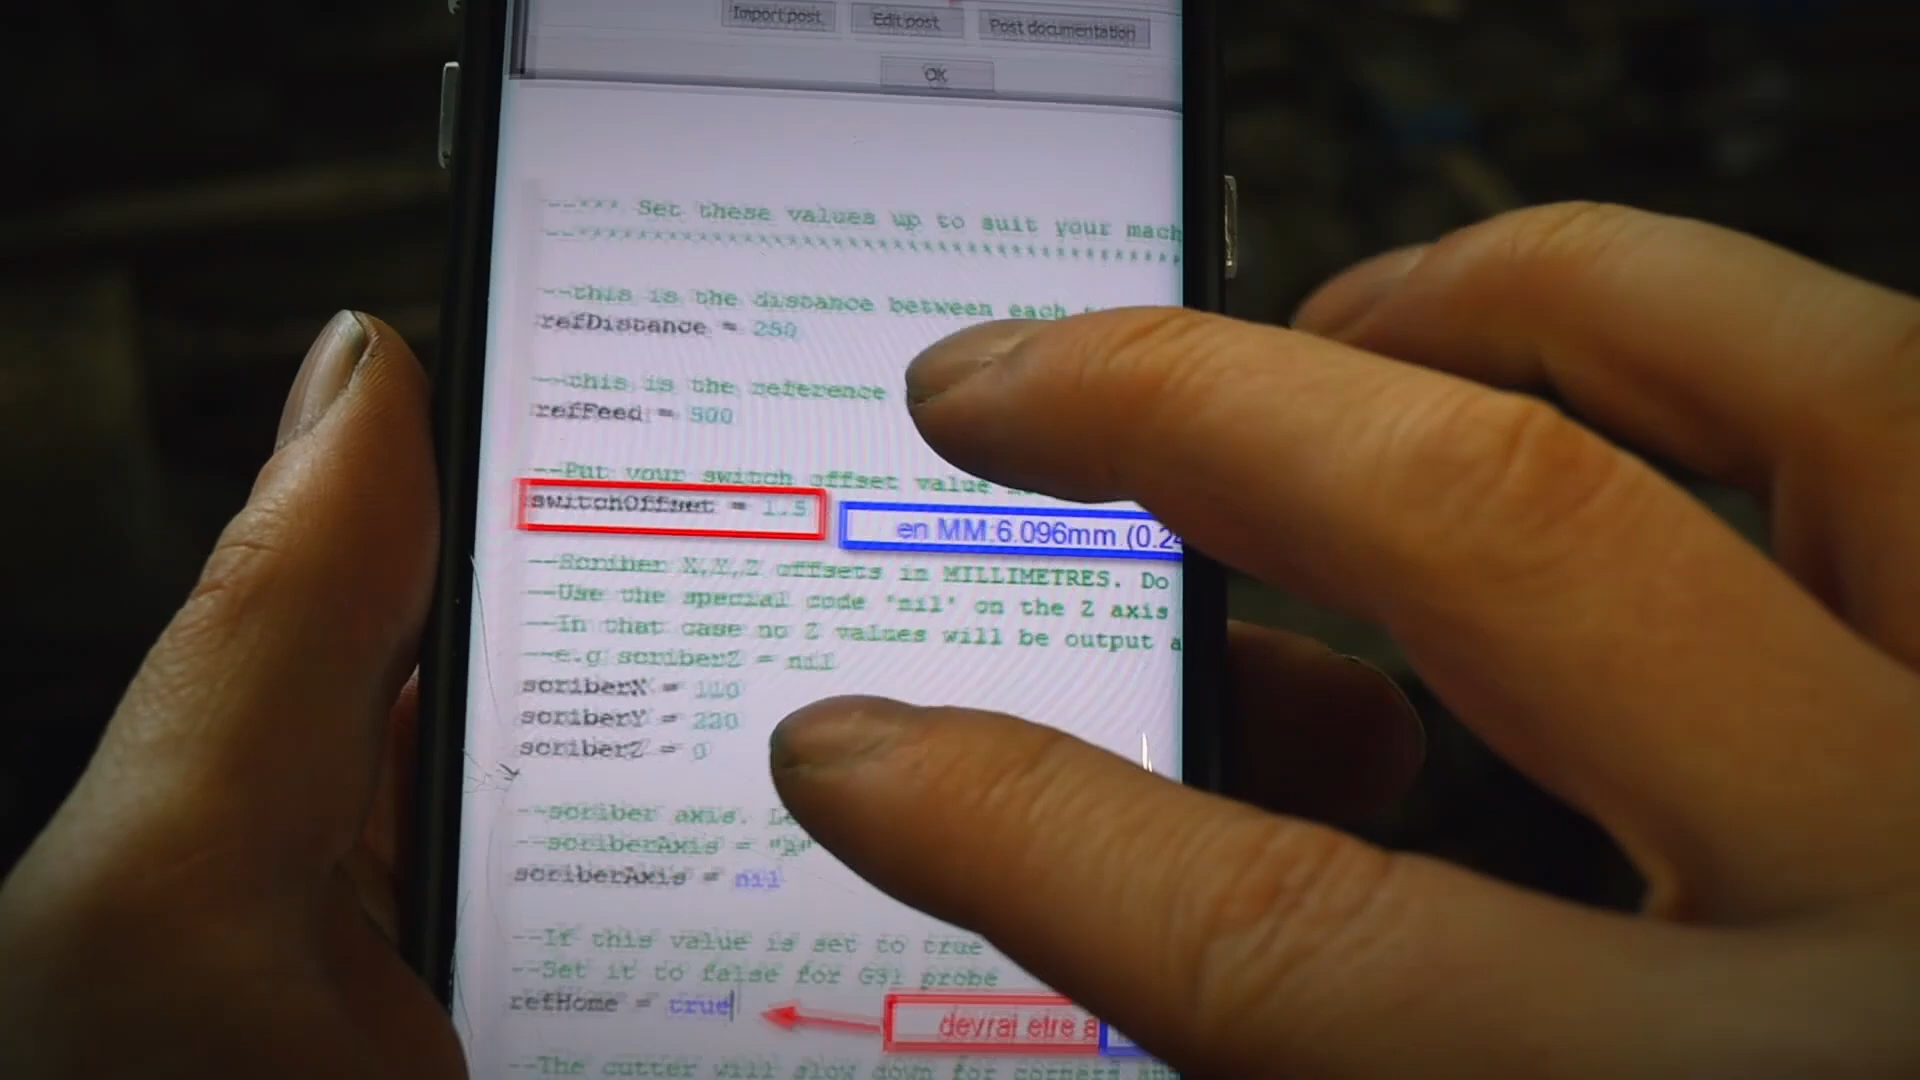 Import post Edit post Post documentation
OK
--*** Set these values up to suit your mach
--this is the distance between each
refDistance = 250
--this is the reference
refFeed = 500
--Put your switch offset value
switchOffset = 1.5
en MM:6.096mm (0.24
--Scriber X,Y,Z offsets in MILLIMETRES. Do
--Use the special code 'nil' on the Z axis
--In that case no Z values will be output a
--e.g scriberZ = nil
scriberX = 110
scriberY = 220
scriberZ = 0
--scriber axis. Le
--scriberAxis = "A"
scriberAxis = nil
--If this value is set to true
--Set it to false for G31 probe
refHome = true
devrai etre a
--The cutter will slow down for corners and